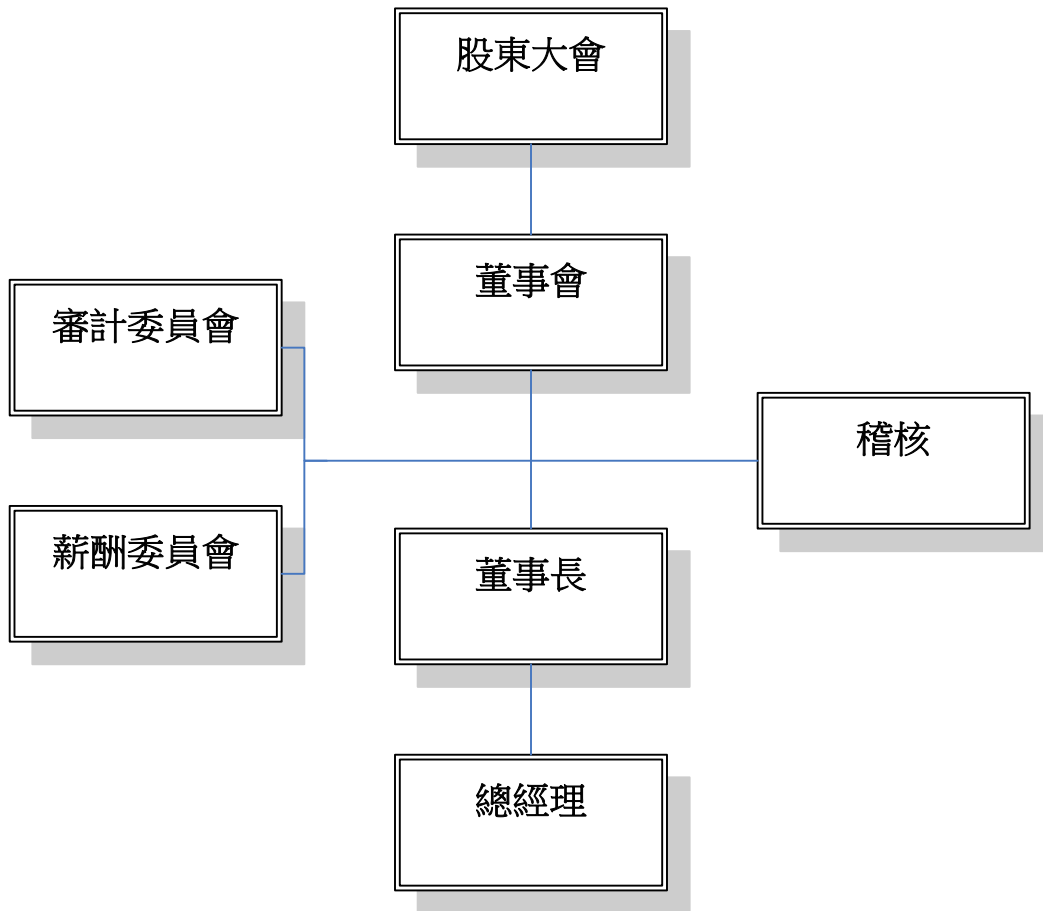 股東大會
董事會
審計委員會
稽核
薪酬委員會
董事長
總經理